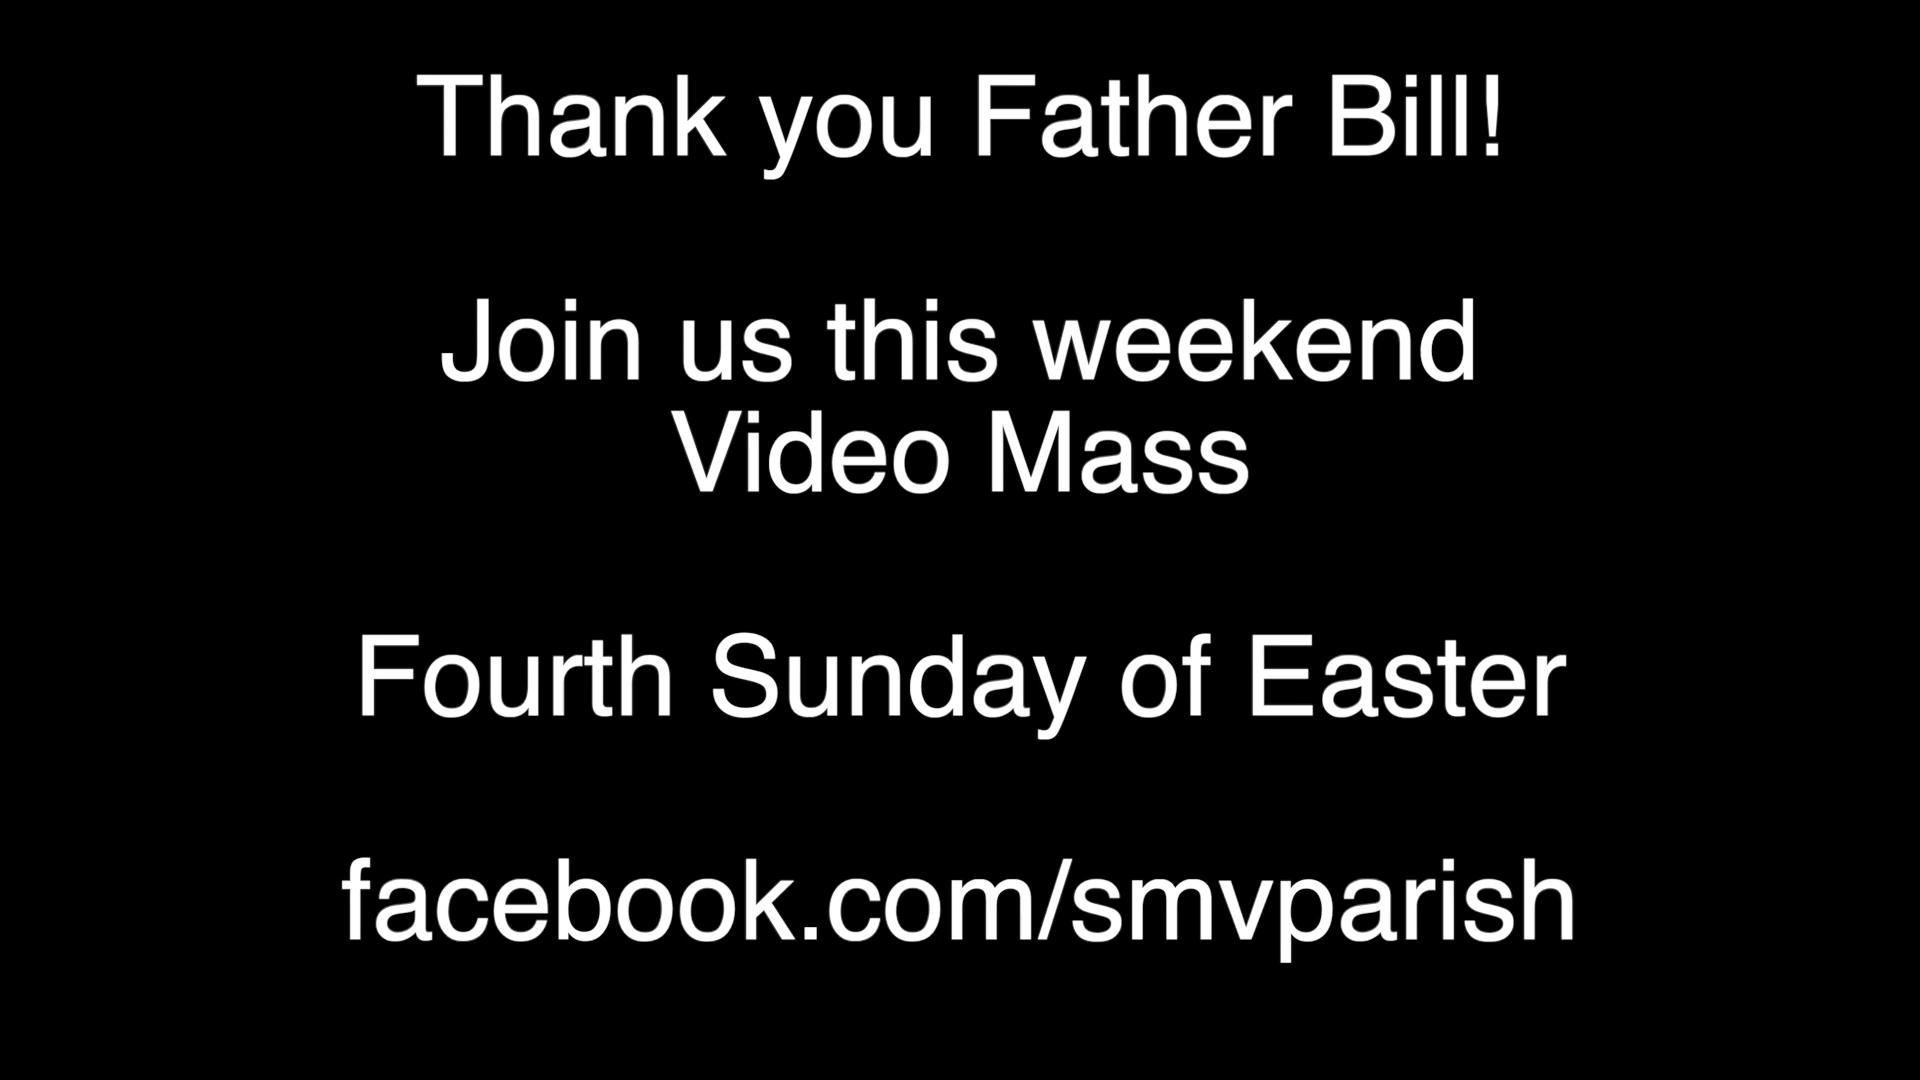 Thank you Father Bill!
Join us this weekend
Video Mass
Fourth Sunday of Easter
facebook.com/smvparish